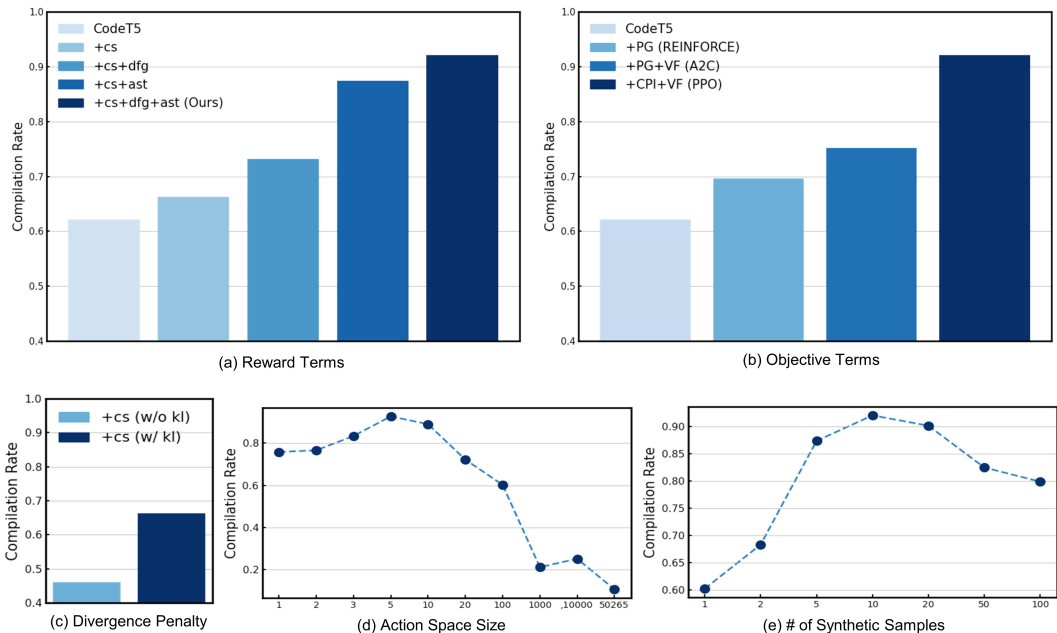 1.0
0.9
0.8
0.7
0.6
0.5
0.4
Compilation Rate
CodeT5
+cs
+cs+dfg
+cs+ast
+cs+dfg+ast (Ours)
(a) Reward Terms
1.0
0.9
0.8
0.7
0.6
0.5
0.4
Compilation Rate
CodeT5
+PG (REINFORCE)
+PG+VF (A2C)
+CPI+VF (PPO)
(b) Objective Terms
1.0
0.9
0.8
0.7
0.6
0.5
0.4
Compilation Rate
+cs (w/o kl)
+cs (w/ kl)
(c) Divergence Penalty
0.8
0.6
0.4
0.2
Compilation Rate
1 2 3 5 10 20 100 1000 ,10000 50265
(d) Action Space Size
0.90
0.85
0.80
0.75
0.70
0.65
0.60
Compilation Rate
1 2 5 10 20 50 100
(e) # of Synthetic Samples